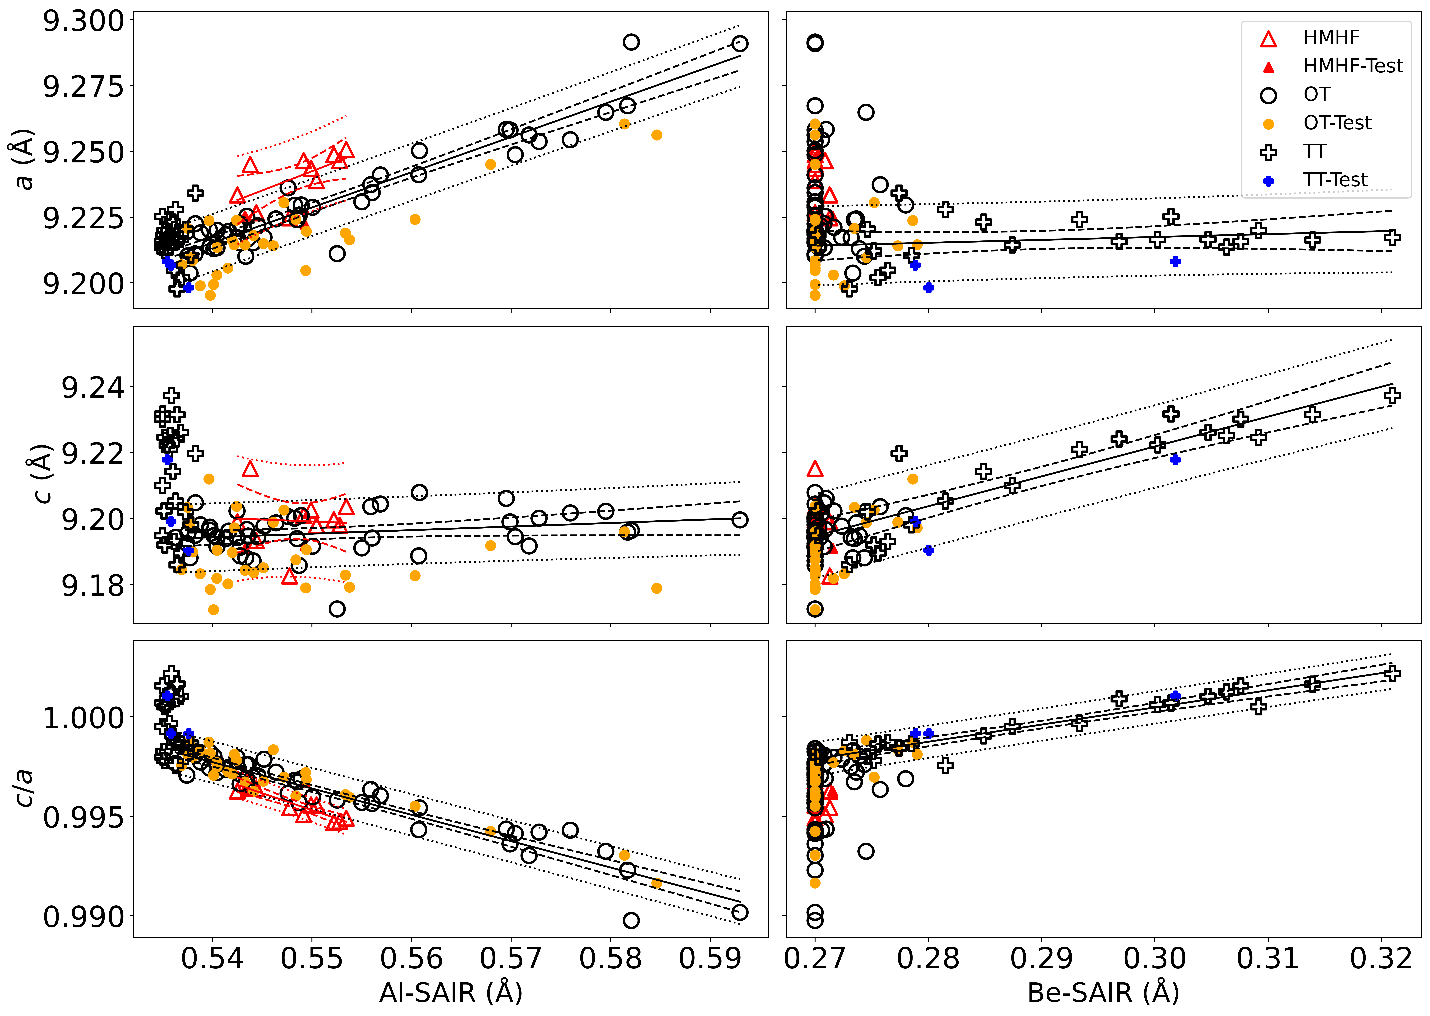 9.300
9.275
9.250
9.225
9.200
a (Å)
HMHF
HMHF-Test
OT
OT-Test
TT
TT-Test
9.24
9.22
9.20
9.18
c (Å)
1.000
0.995
0.990
c/a
0.54 0.55 0.56 0.57 0.58 0.59
Al-SAIR (Å)
0.27 0.28 0.29 0.30 0.31 0.32
Be-SAIR (Å)